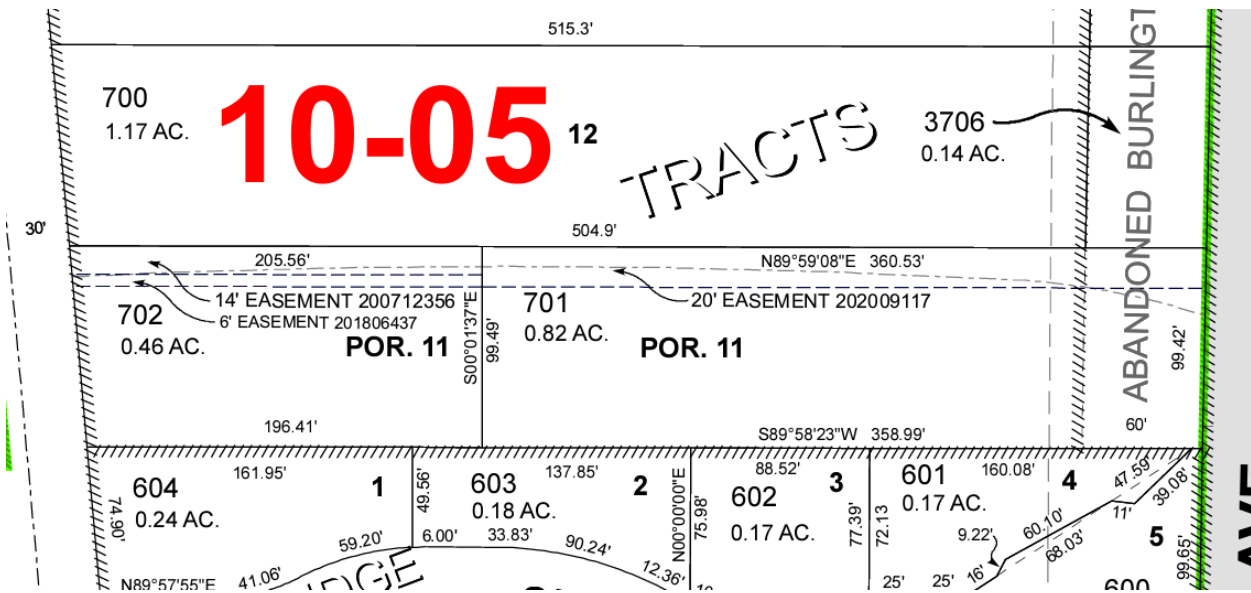 515.3'
700
1.17 AC.
10-05
12
TRACTS
3706
0.14 AC.
ABANDONED BURLINGT
30'
504.9'
205.56'
N89°59'08"E 360.53'
14' EASEMENT 200712356
6' EASEMENT 201806437
20' EASEMENT 202009117
702
0.46 AC.
POR. 11
S00°01'37"E
99.49'
701
0.82 AC.
POR. 11
99.42'
196.41'
S89°58'23"W 358.99'
60'
604
0.24 AC.
161.95'
1
74.90'
49.56'
603
0.18 AC.
137.85'
2
N00°00'00"E
75.98'
88.52'
602
0.17 AC.
3
77.39'
72.13
601
0.17 AC.
160.08'
4
47.59'
39.08'
11'
60.10'
68.03'
9.22'
16'
5
99.65'
AVE
59.20'
6.00'
33.83'
90.24'
12.36'
41.06'
N89°57'55"E
DGE
25'
25'
600